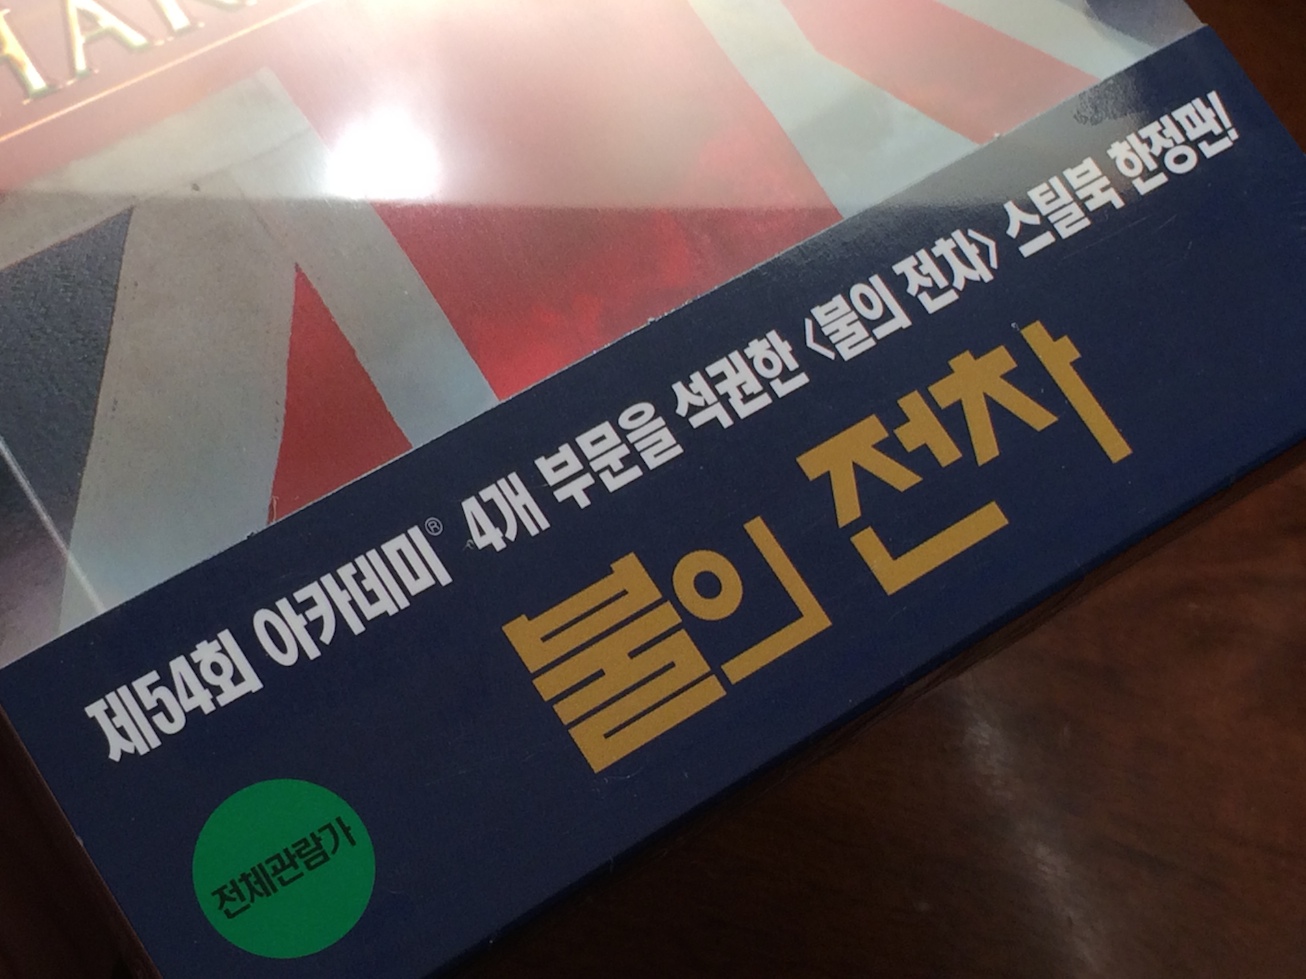 제54회 아카데미® 4개 부문을 석권한 <불의 전차> 스틸북 한정판!
불의 전차
전체관람가